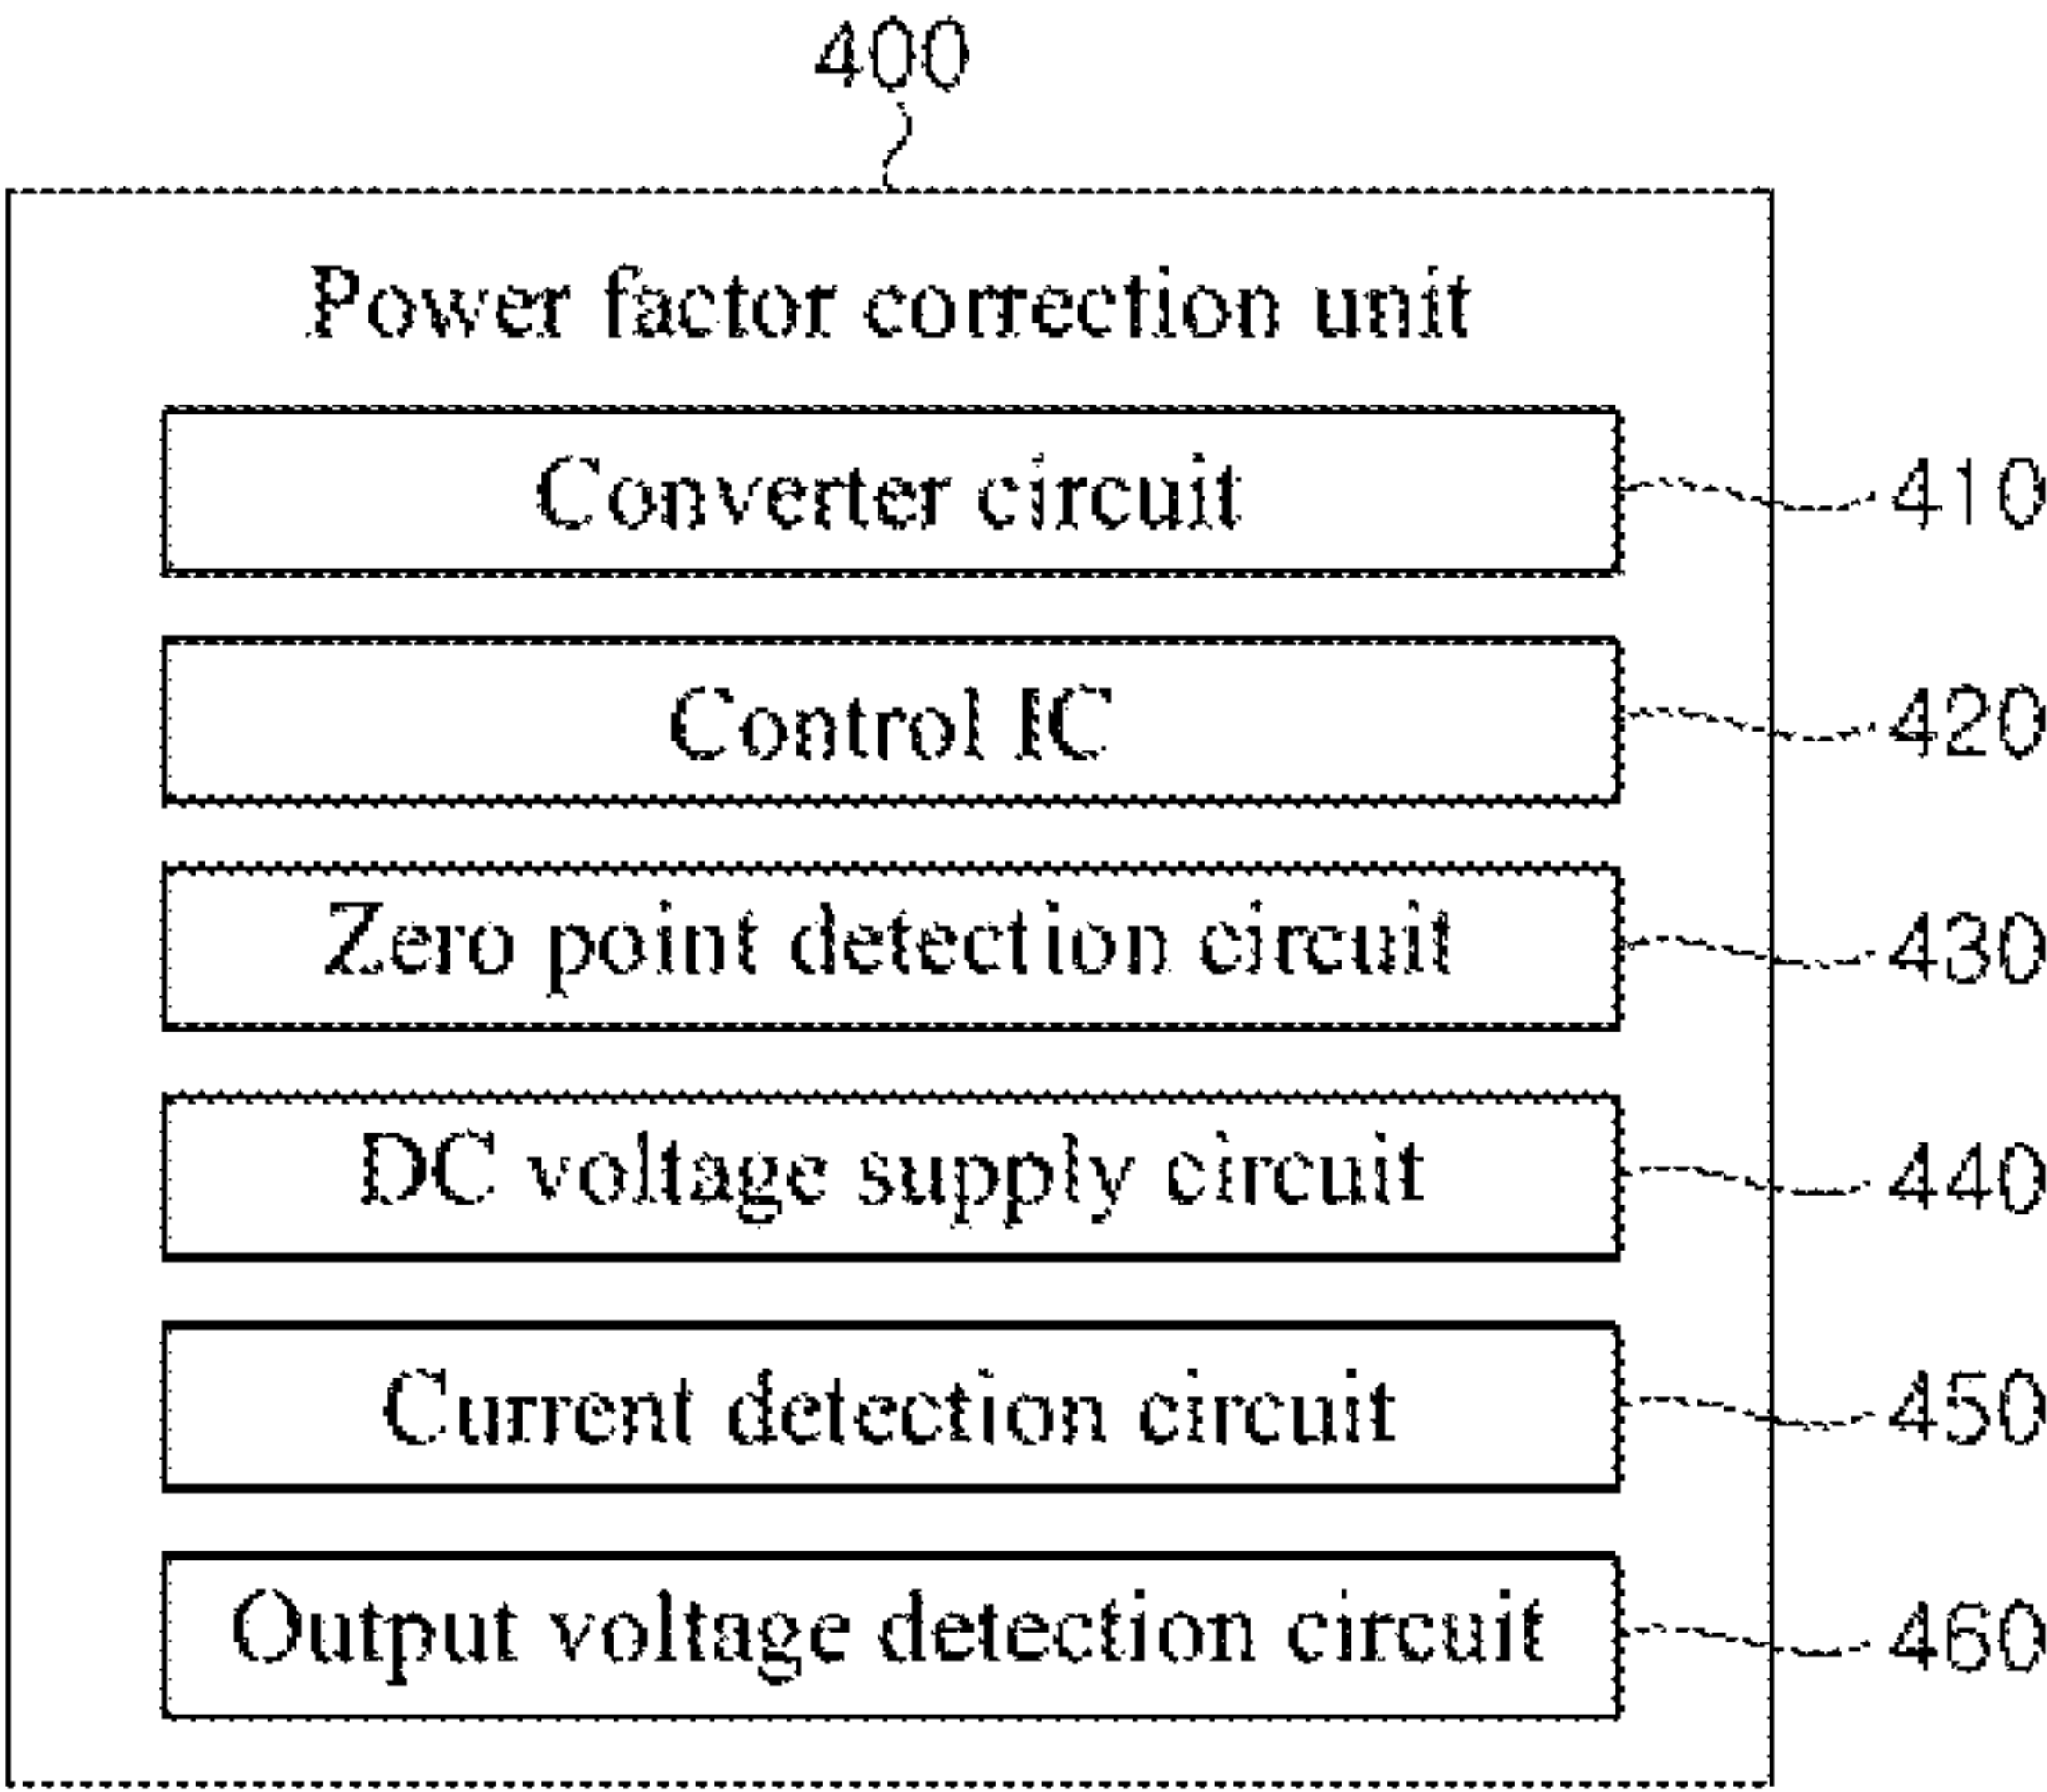 400
Power factor correction unit
Converter circuit 410
Control IC 420
Zero point detection circuit 430
DC voltage supply circuit 440
Current detection circuit 450
Output voltage detection circuit 460